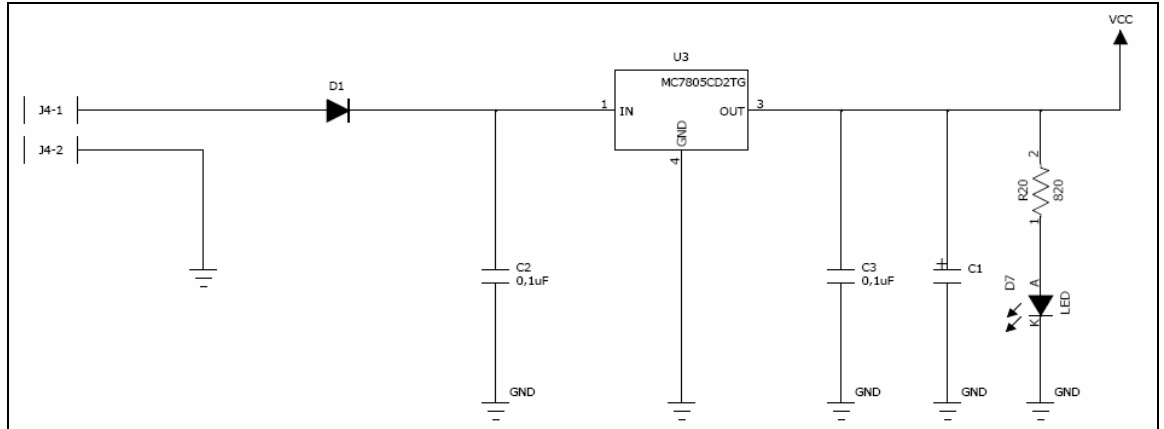 VCC
U3
MC7805CD2TG
D1
J4-1
1
IN
OUT
3
GND
4
J4-2
2
R20
820
1
C2
0,1uF
C3
0,1uF
C1
D7
A
LED
K
GND
GND
GND
GND